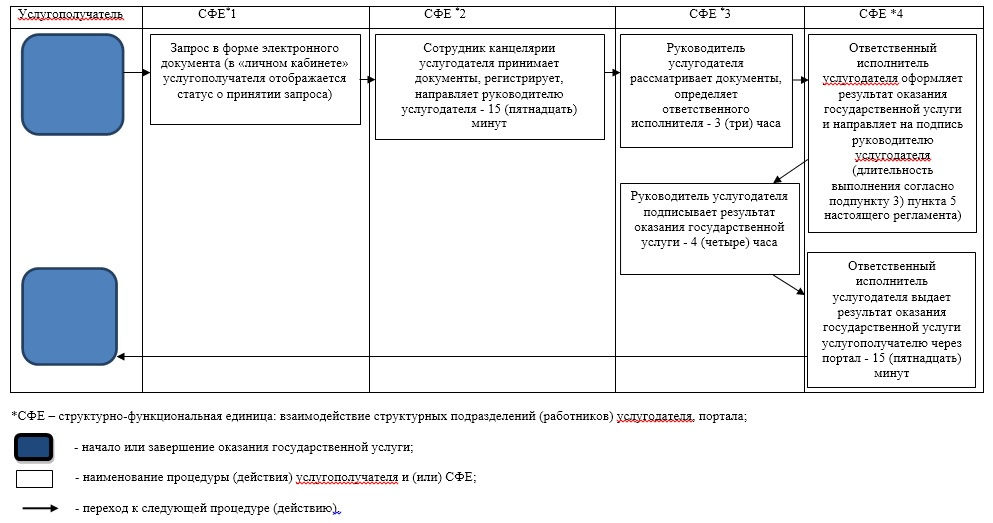 Услугополучатель
СФЕ*1
СФЕ *2
СФЕ *3
СФЕ *4
Запрос в форме электронного
документа (в «личном кабинете»
услугополучателя отображается
статус о принятии запроса)
Сотрудник канцелярии
услугодателя принимает
документы, регистрирует,
направляет руководителю
услугодателя - 15 (пятнадцать)
минут
Руководитель
услугодателя
рассматривает документы,
определяет
ответственного
исполнителя - 3 (три) часа
Ответственный
исполнитель
услугодателя оформляет
результат оказания
государственной услуги
и направляет на подпись
руководителю
услугодателя
(длительность
выполнения согласно
подпункту 3) пункта 5
настоящего регламента)
Руководитель услугодателя
подписывает результат
оказания государственной
услуги - 4 (четыре) часа
Ответственный
исполнитель
услугодателя выдает
результат оказания
государственной услуги
услугополучателю через
портал - 15 (пятнадцать)
минут
*СФЕ – структурно-функциональная единица: взаимодействие структурных подразделений (работников) услугодателя, портала;
- начало или завершение оказания государственной услуги;
- наименование процедуры (действия) услугополучателя и (или) СФЕ;
- переход к следующей процедуре (действию).